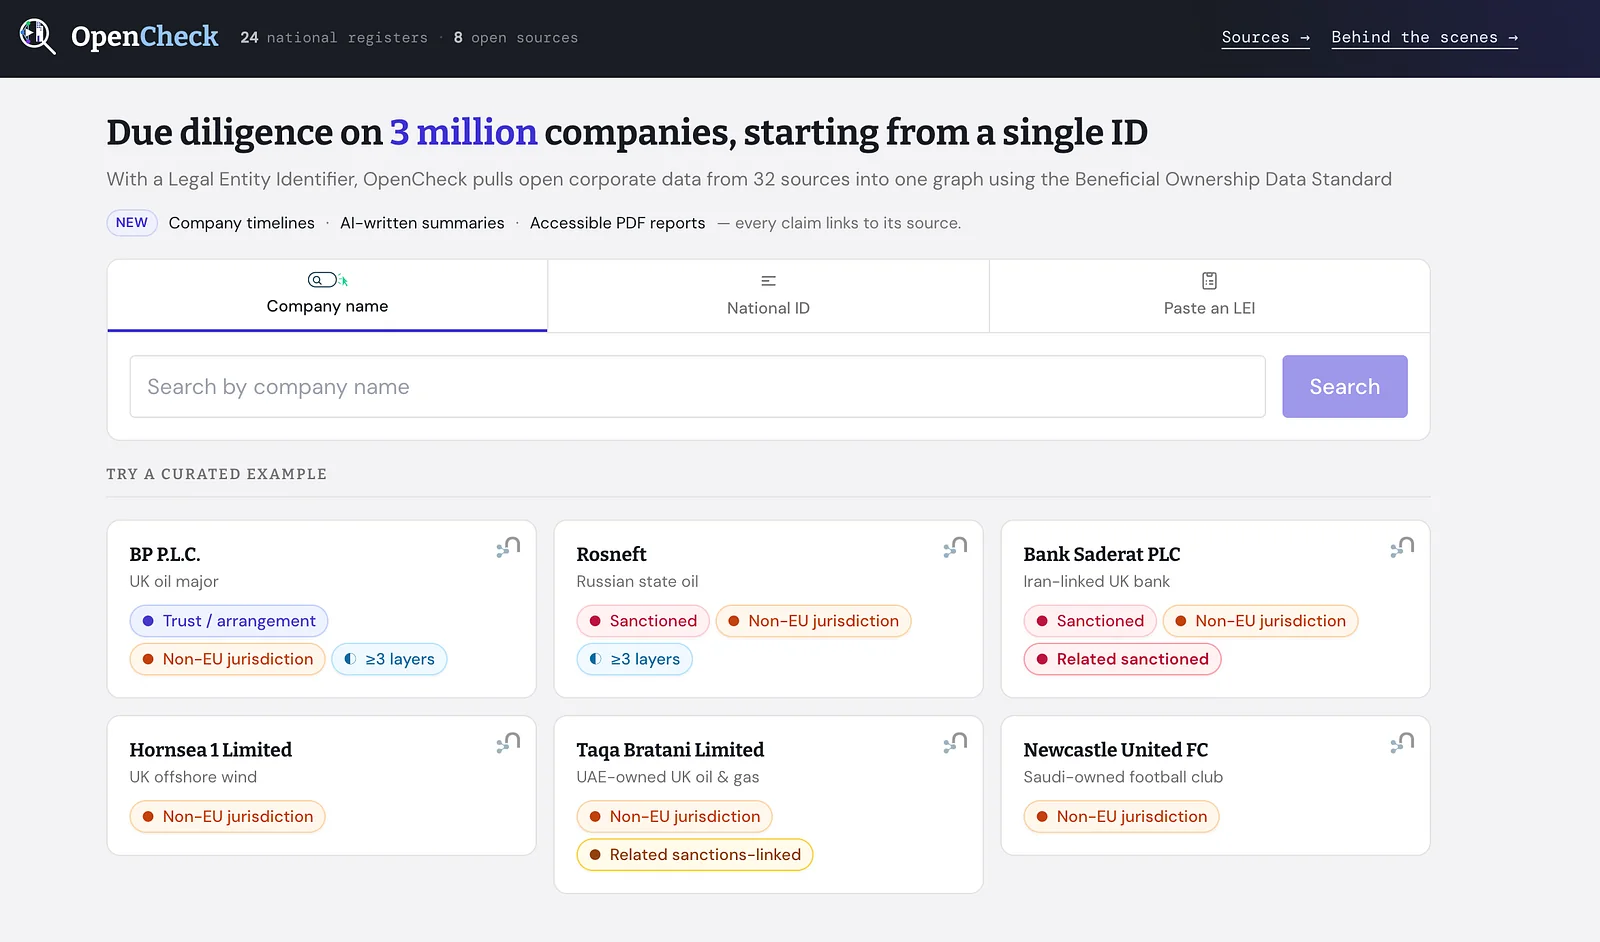 OpenCheck 24 national registers · 8 open sources Sources → Behind the scenes →
Due diligence on 3 million companies, starting from a single ID
With a Legal Entity Identifier, OpenCheck pulls open corporate data from 32 sources into one graph using the Beneficial Ownership Data Standard
NEW Company timelines · AI-written summaries · Accessible PDF reports — every claim links to its source.
Company name
National ID
Paste an LEI
Search by company name
Search
TRY A CURATED EXAMPLE
BP P.L.C.
UK oil major
Trust / arrangement
Non-EU jurisdiction ≥3 layers
Rosneft
Russian state oil
Sanctioned Non-EU jurisdiction
≥3 layers
Bank Saderat PLC
Iran-linked UK bank
Sanctioned Non-EU jurisdiction
Related sanctioned
Hornsea 1 Limited
UK offshore wind
Non-EU jurisdiction
Taqa Bratani Limited
UAE-owned UK oil & gas
Non-EU jurisdiction
Related sanctions-linked
Newcastle United FC
Saudi-owned football club
Non-EU jurisdiction